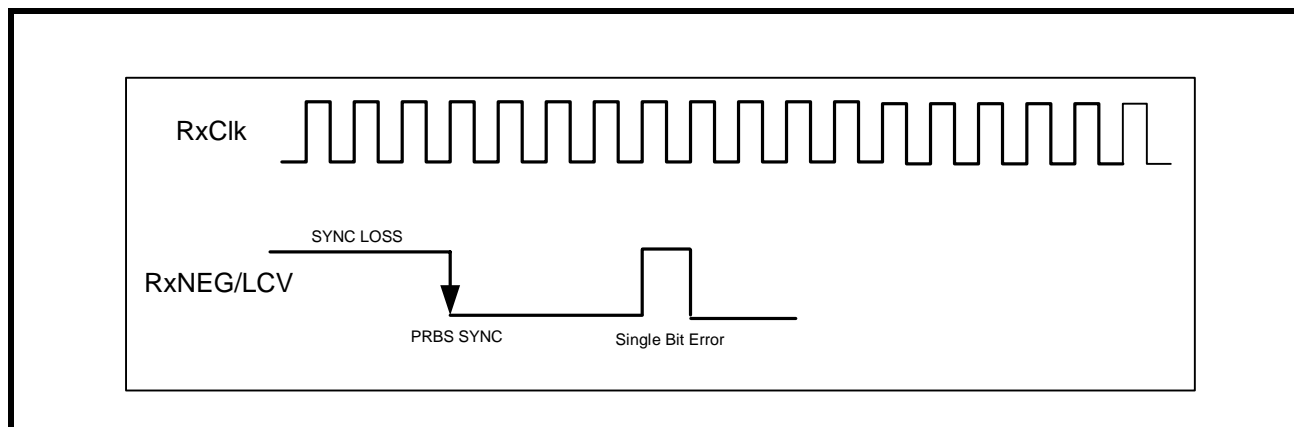 RxClk
SYNC LOSS
RxNEG/LCV
PRBS SYNC
Single Bit Error